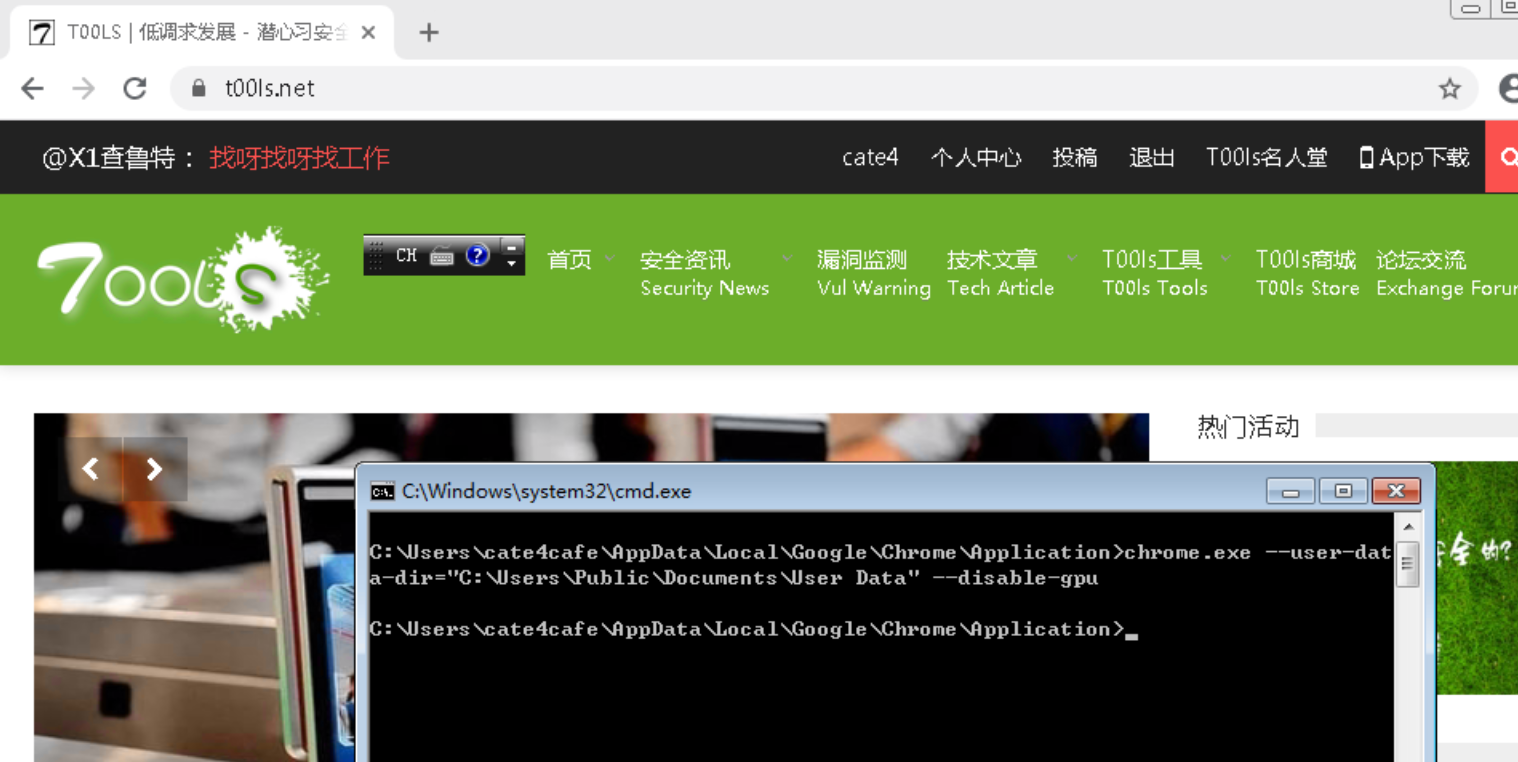 T00LS | 低调求发展 - 潜心习安全
t00ls.net
@X1查鲁特： 找呀找呀找工作
cate4 个人中心 投稿 退出 T00ls名人堂 App下载
7ools
CH
首页 安全资讯 漏洞监测 技术文章 T00ls工具 T00ls商城 论坛交流
Security News Vul Warning Tech Article T00ls Tools T00ls Store Exchange Forum
热门活动
C:\Windows\system32\cmd.exe
C:\Users\cate4cafe\AppData\Local\Google\Chrome\Application>chrome.exe --user-dat
a-dir="C:\Users\Public\Documents\User Data" --disable-gpu
C:\Users\cate4cafe\AppData\Local\Google\Chrome\Application>_
全的?